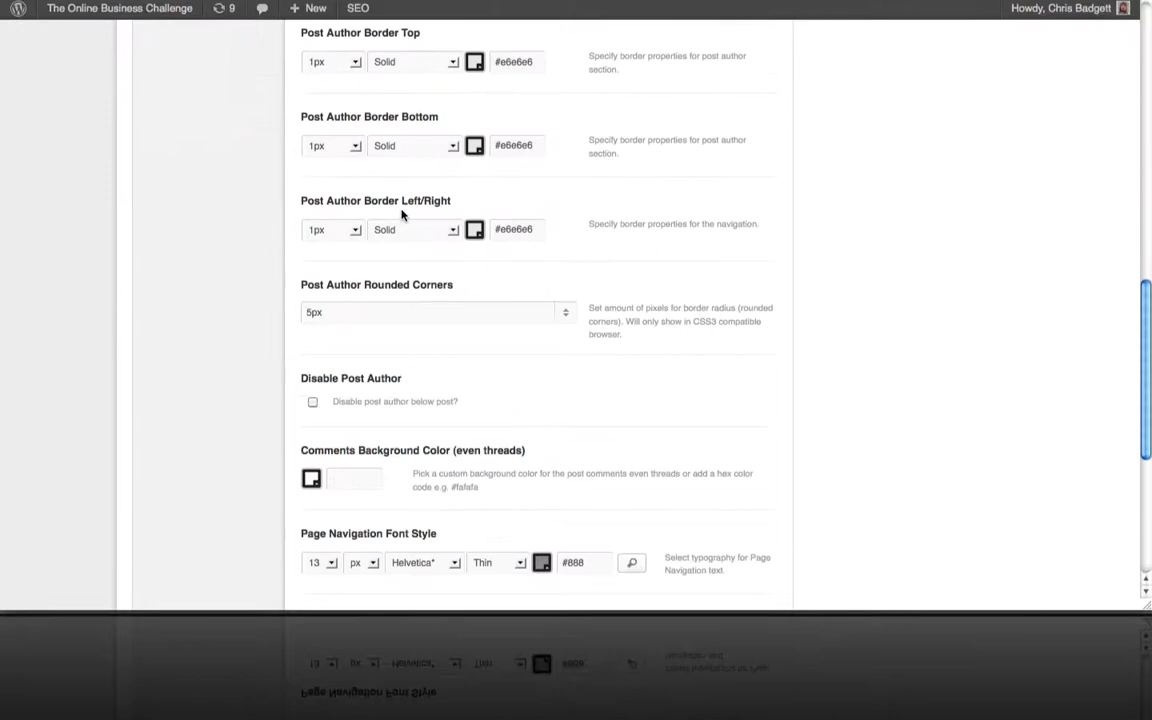 The Online Business Challenge 9 New SEO Howdy, Chris Badgett
Post Author Border Top
1px Solid #e6e6e6 Specify border properties for post author
section.
Post Author Border Bottom
1px Solid #e6e6e6 Specify border properties for post author
section.
Post Author Border Left/Right
1px Solid #e6e6e6 Specify border properties for the navigation.
Post Author Rounded Corners
5px Set amount of pixels for border radius (rounded
corners). Will only show in CSS3 compatible
browser.
Disable Post Author
Disable post author below post?
Comments Background Color (even threads)
Pick a custom background color for the post comments even threads or add a hex color
code e.g. #fafafa
Page Navigation Font Style
13 px Helvetica* Thin #888 Select typography for Page
Navigation text.